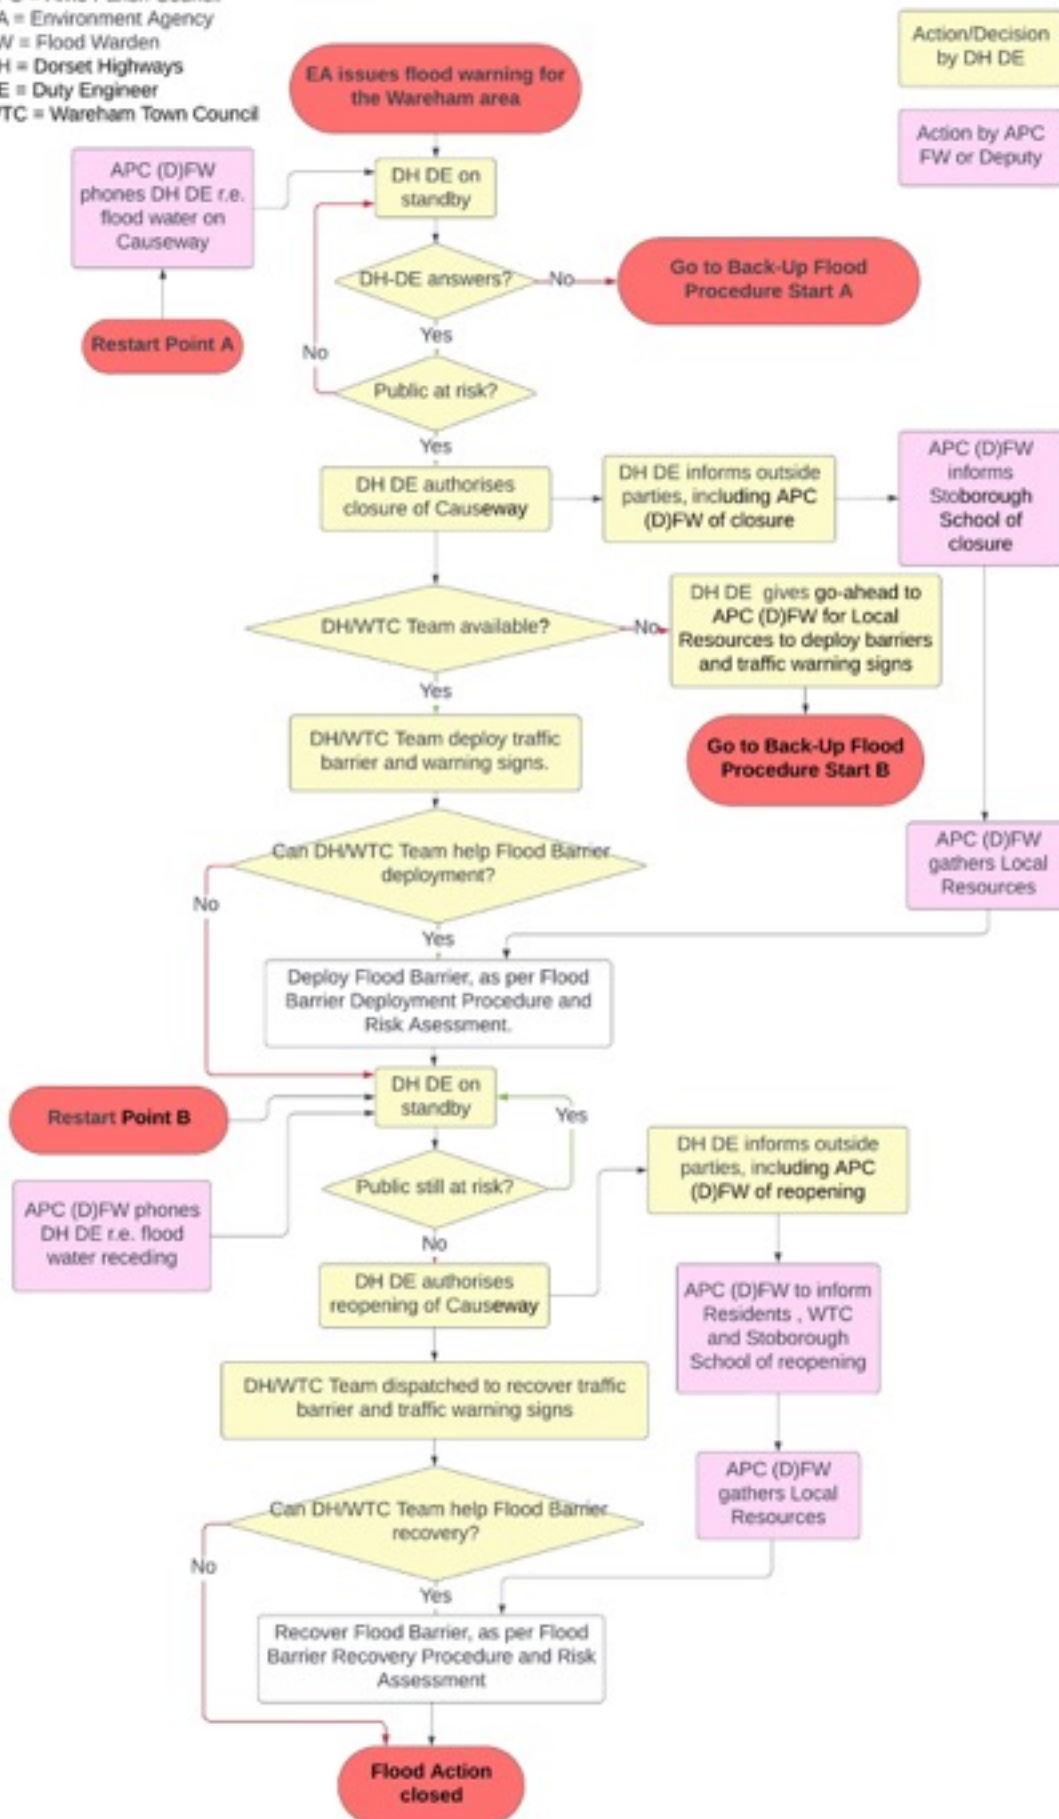 A = Environment Agency
W = Flood Warden
H = Dorset Highways
E = Duty Engineer
TC = Wareham Town Council
Action/Decision
by DH DE
Action by APC
FW or Deputy
EA issues flood warning for
the Wareham area
APC (D)FW
phones DH DE r.e.
flood water on
Causeway
DH DE on
standby
Restart Point A
DH-DE answers?
No
Go to Back-Up Flood
Procedure Start A
Yes
No
Public at risk?
Yes
DH DE authorises
closure of Causeway
DH DE informs outside
parties, including APC
(D)FW of closure
APC (D)FW
informs
Stoborough
School of
closure
DH/WTC Team available?
No
DH DE gives go-ahead to
APC (D)FW for Local
Resources to deploy barriers
and traffic warning signs
Yes
Go to Back-Up Flood
Procedure Start B
DH/WTC Team deploy traffic
barrier and warning signs.
Can DH/WTC Team help Flood Barrier
deployment?
APC (D)FW
gathers Local
Resources
No
Yes
Deploy Flood Barrier, as per Flood
Barrier Deployment Procedure and
Risk Asessment.
DH DE on
standby
Restart Point B
Yes
Public still at risk?
APC (D)FW phones
DH DE r.e. flood
water receding
DH DE informs outside
parties, including APC
(D)FW of reopening
No
DH DE authorises
reopening of Causeway
APC (D)FW to inform
Residents , WTC
and Stoborough
School of reopening
DH/WTC Team dispatched to recover traffic
barrier and traffic warning signs
APC (D)FW
gathers Local
Resources
Can DH/WTC Team help Flood Barrier
recovery?
No
Yes
Recover Flood Barrier, as per Flood
Barrier Recovery Procedure and Risk
Assessment
Flood Action
closed